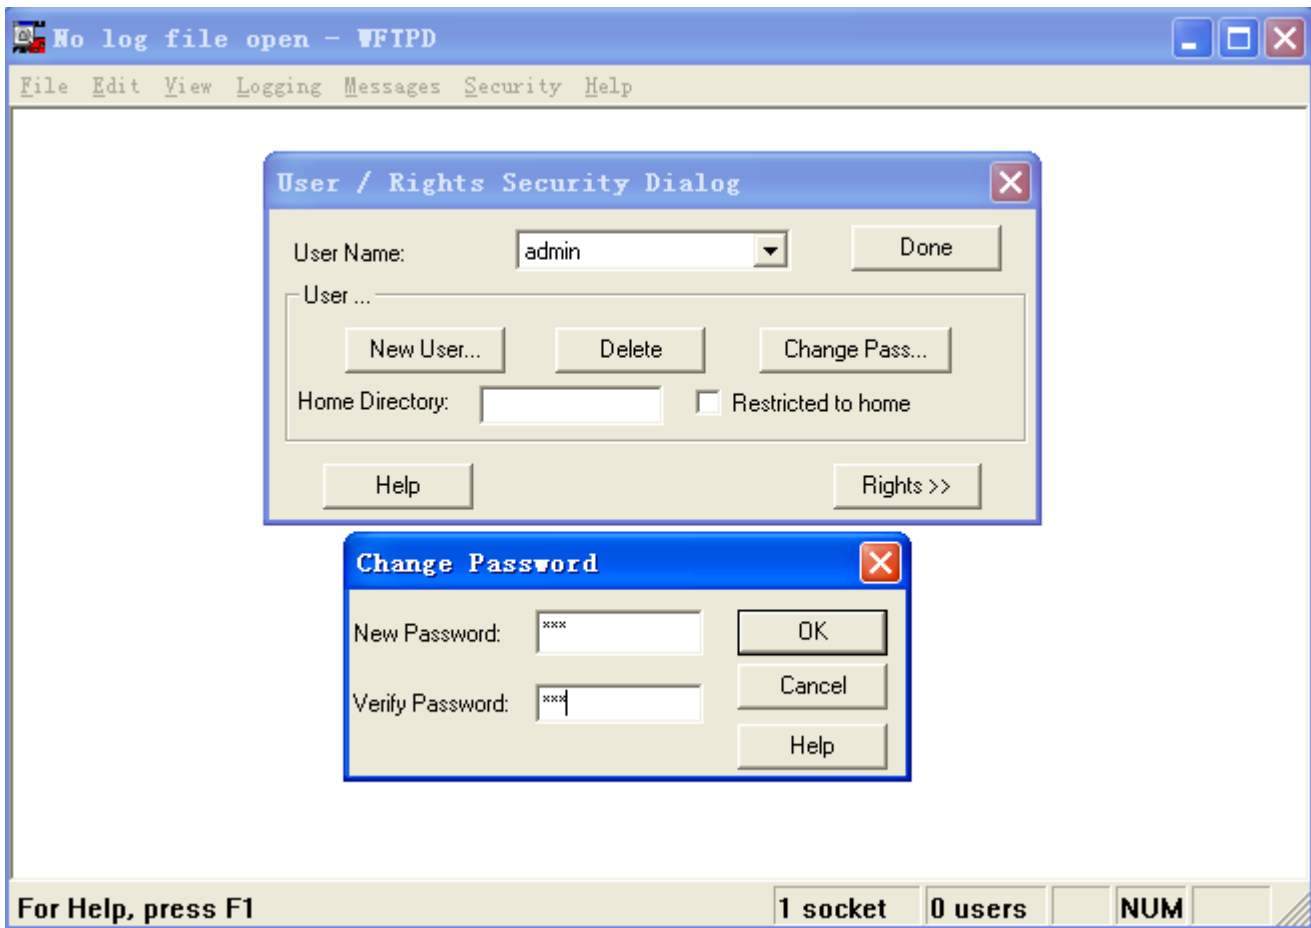 No log file open - WFTPD
File Edit View Logging Messages Security Help
User / Rights Security Dialog
User Name: admin Done
User ...
New User... Delete Change Pass...
Home Directory: Restricted to home
Help Rights >>
Change Password
New Password: *** OK
Cancel
Verify Password: ***
Help
For Help, press F1 1 socket 0 users NUM